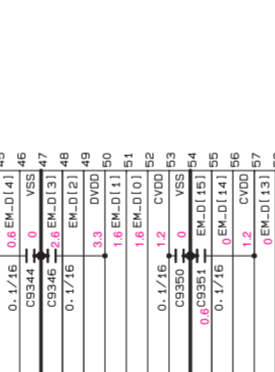 45
46
47
48
49
50
51
52
53
54
55
56
57
EM_D[4]
VSS
EM_D[3]
EM_D[2]
DVDD
EM_D[1]
EM_D[0]
CVDD
VSS
EM_D[15]
EM_D[14]
CVDD
EM_D[13]
0.6
0
2.6
3.3
1.6
1.6
1.2
0
0.6
0
1.2
0
0.1/16
C9344
C9346
0.1/16
0.1/16
C9350
C9351
0.1/16